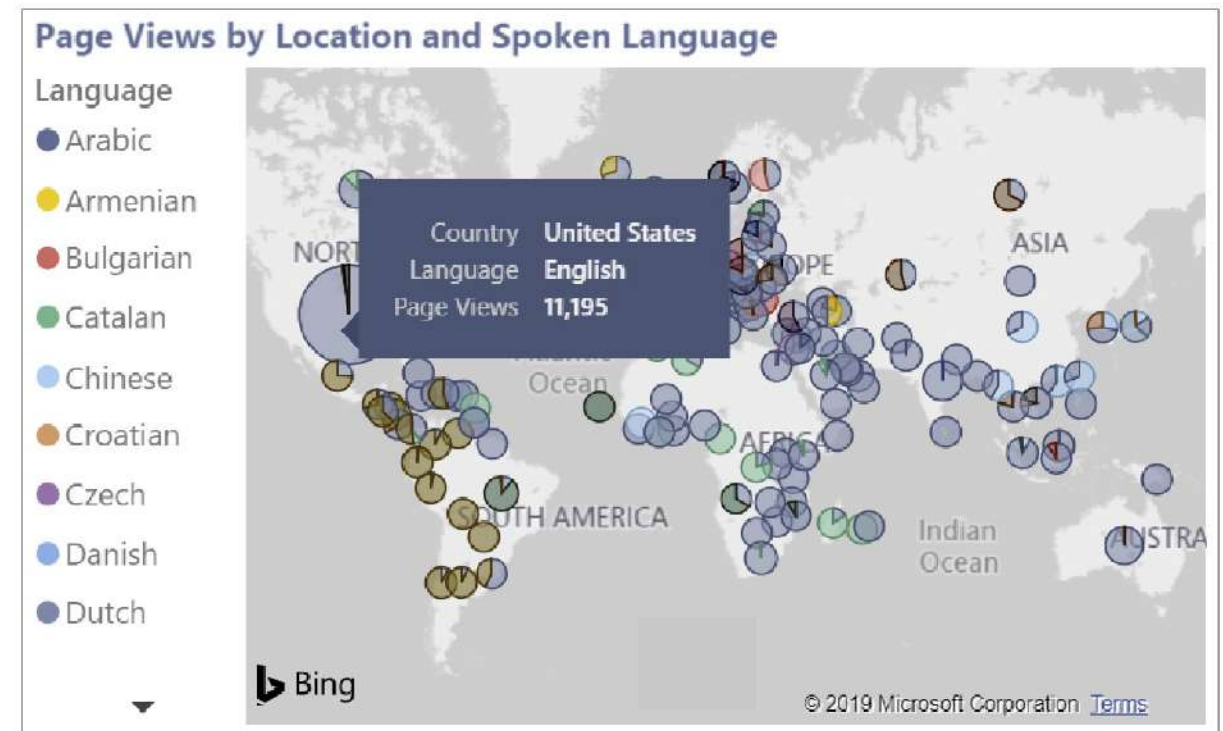 Page Views by Location and Spoken Language
Language
Arabic
Armenian
Bulgarian
Catalan
Chinese
Croatian
Czech
Danish
Dutch
NORT
Country United States
Language English
Page Views 11,195
OPE
ASIA
Atlantic
Ocean
AFRICA
SOUTH AMERICA
Indian
Ocean
AUSTRA
Bing
© 2019 Microsoft Corporation Terms